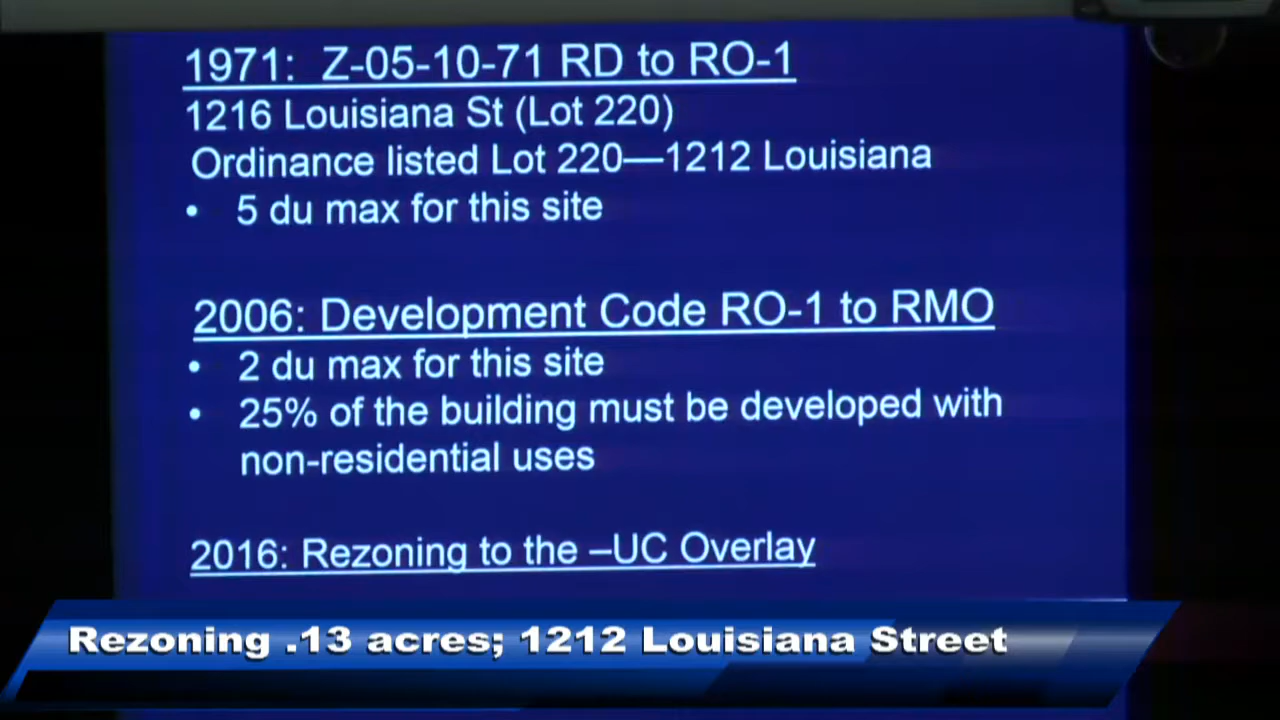 1971:  Z-05-10-71 RD to RO-1
1216 Louisiana St (Lot 220)
Ordinance listed Lot 220—1212 Louisiana
• 5 du max for this site
2006: Development Code RO-1 to RMO
• 2 du max for this site
• 25% of the building must be developed with
non-residential uses
2016: Rezoning to the –UC Overlay
Rezoning .13 acres; 1212 Louisiana Street